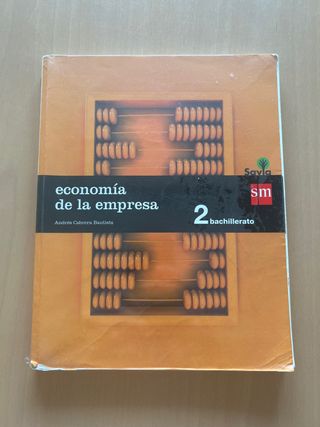 economía
de la empresa
Andrés Cabrera Bautista
2 bachillerato
Savia
sm